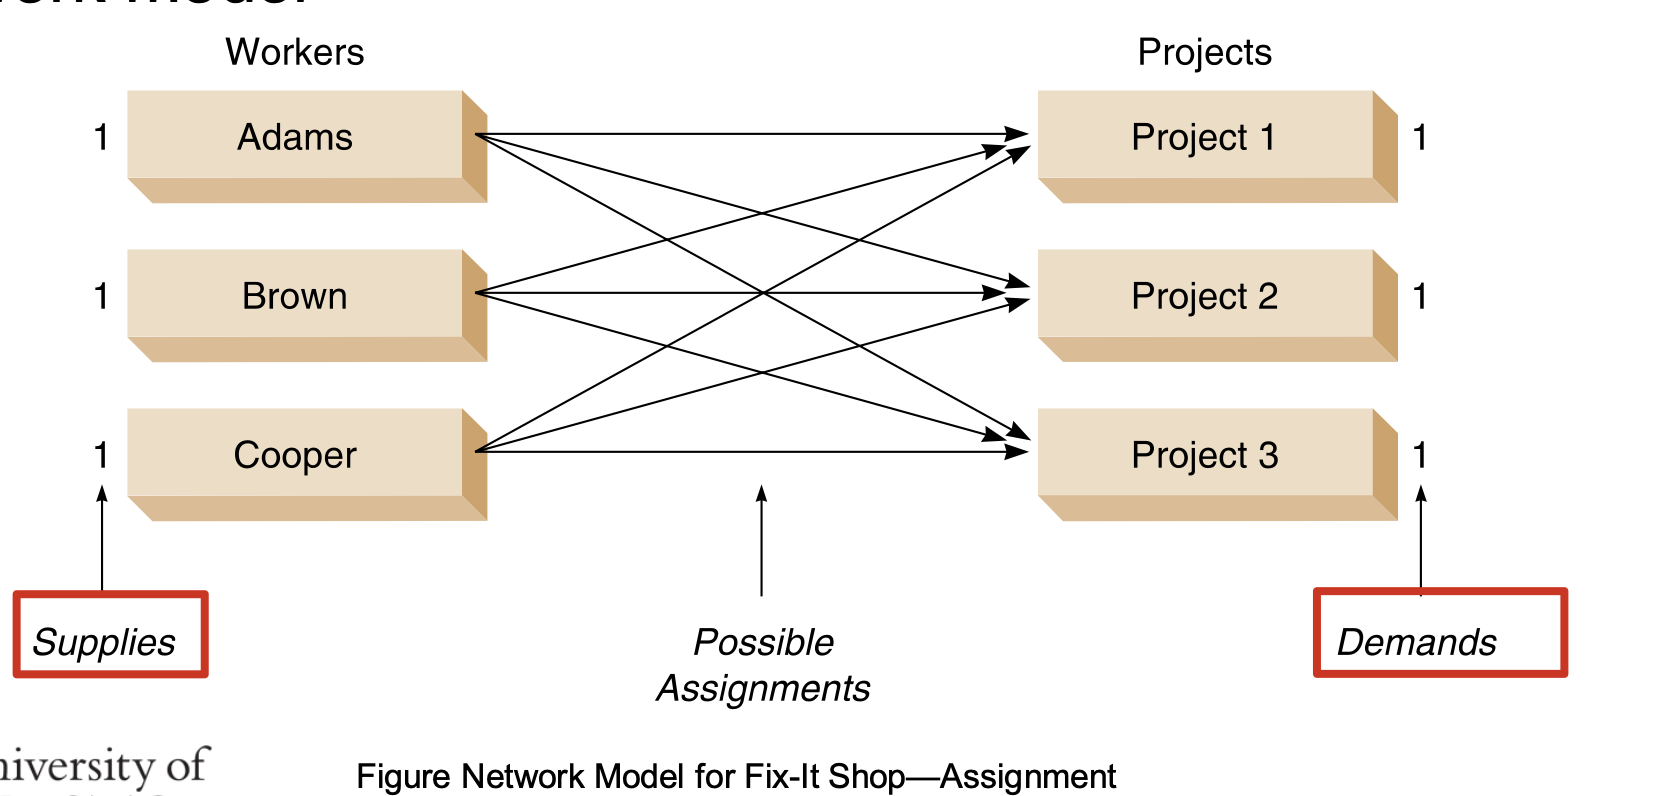 Workers Projects
1 Adams Project 1 1
1 Brown Project 2 1
1 Cooper Project 3 1
Supplies Possible Demands
Assignments
of
Figure Network Model for Fix-It Shop—Assignment